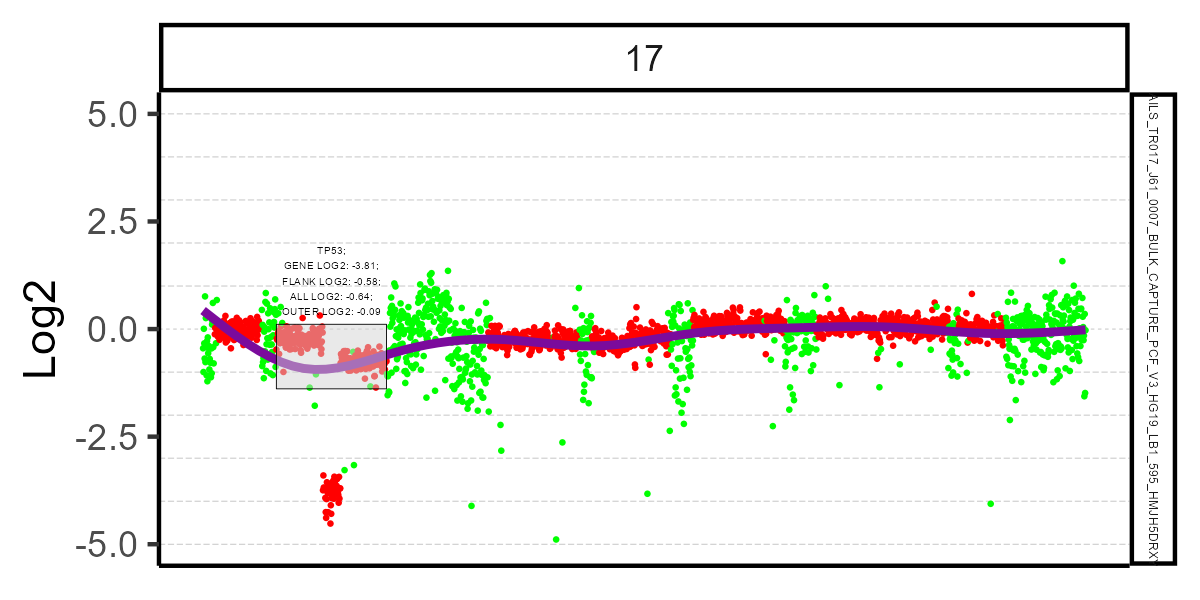 17
5.0
2.5
0.0
-2.5
-5.0
Log2
TP53;
GENE LOG2: -3.81;
FLANK LOG2: -0.58;
ALL LOG2: -0.64;
OUTER LOG2: -0.09
AILS_TR017_J61_0007_BULK_CAPTURE_PCF_V3_HG19_LB1_595_HMJH5DRXY